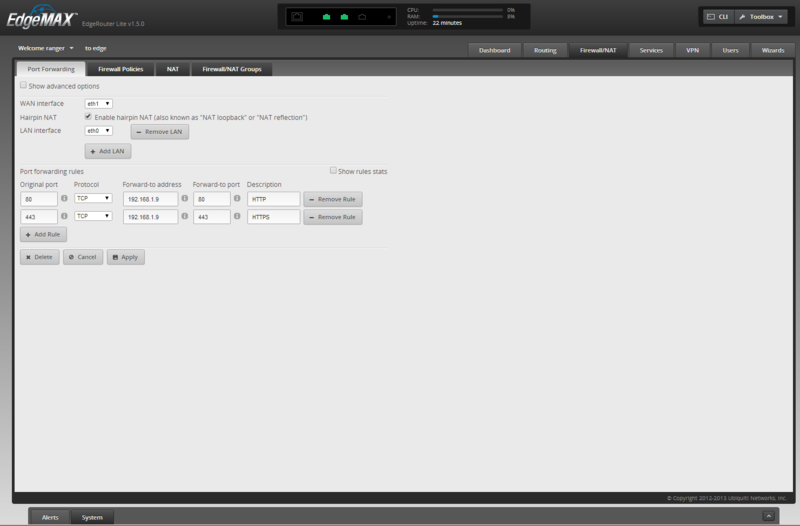 EdgeMAX™ EdgeRouter Lite v1.5.0
CPU: 0%
RAM: 8%
Uptime: 22 minutes
CLI Toolbox
Welcome ranger to edge
Dashboard Routing Firewall/NAT Services VPN Users Wizards
Port Forwarding Firewall Policies NAT Firewall/NAT Groups
Show advanced options
WAN interface eth1
Hairpin NAT Enable hairpin NAT (also known as "NAT loopback" or "NAT reflection")
LAN interface eth0 Remove LAN
+ Add LAN
Port forwarding rules Show rules stats
Original port Protocol Forward-to address Forward-to port Description
80 TCP 192.168.1.9 80 HTTP Remove Rule
443 TCP 192.168.1.9 443 HTTPS Remove Rule
+ Add Rule
Delete Cancel Apply
© Copyright 2012-2013 Ubiquiti Networks, Inc.
Alerts System